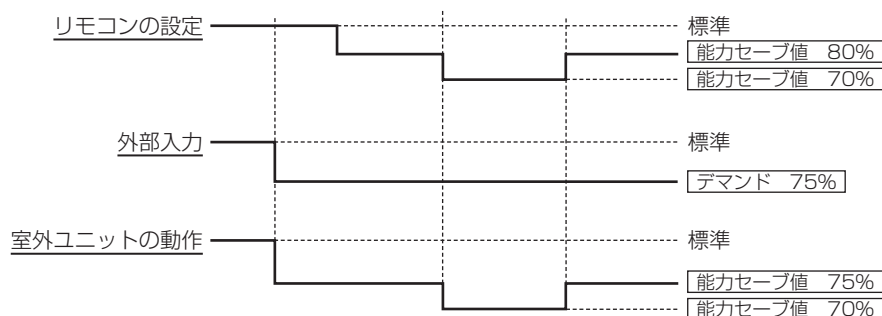 リモコンの設定
標準
能力セーブ値 80%
能力セーブ値 70%
外部入力
標準
デマンド 75%
室外ユニットの動作
標準
能力セーブ値 75%
能力セーブ値 70%